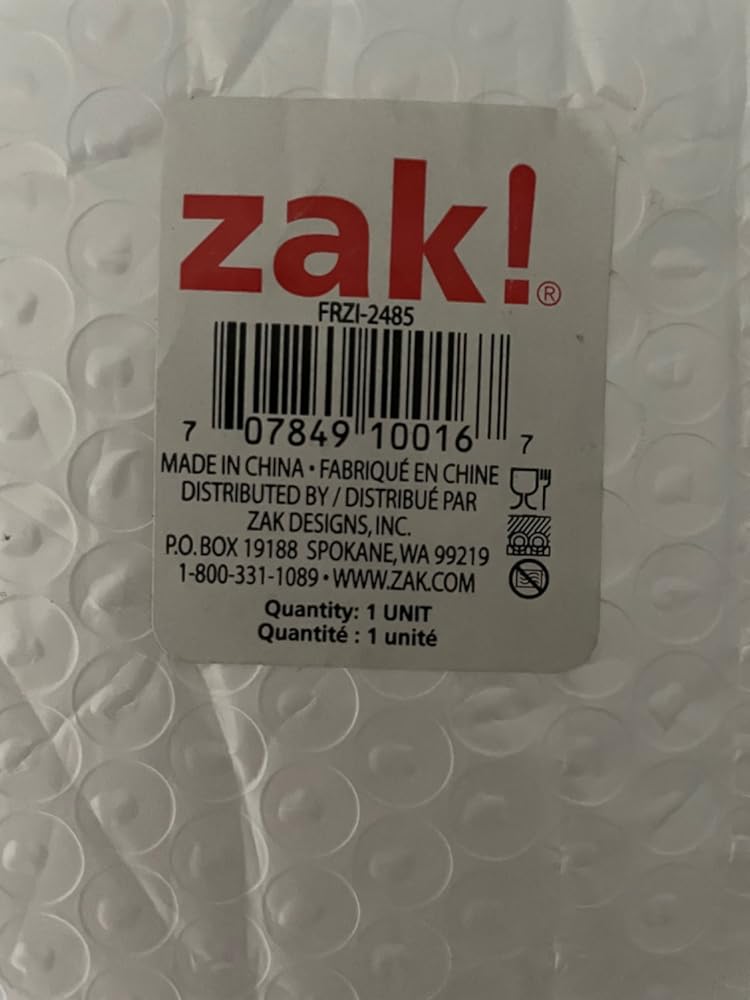 zak!®
FRZI-2485
7 07849 10016 7
MADE IN CHINA • FABRIQUÉ EN CHINE
DISTRIBUTED BY / DISTRIBUÉ PAR
ZAK DESIGNS, INC.
P.O. BOX 19188 SPOKANE, WA 99219
1-800-331-1089 • WWW.ZAK.COM
Quantity: 1 UNIT
Quantité : 1 unité